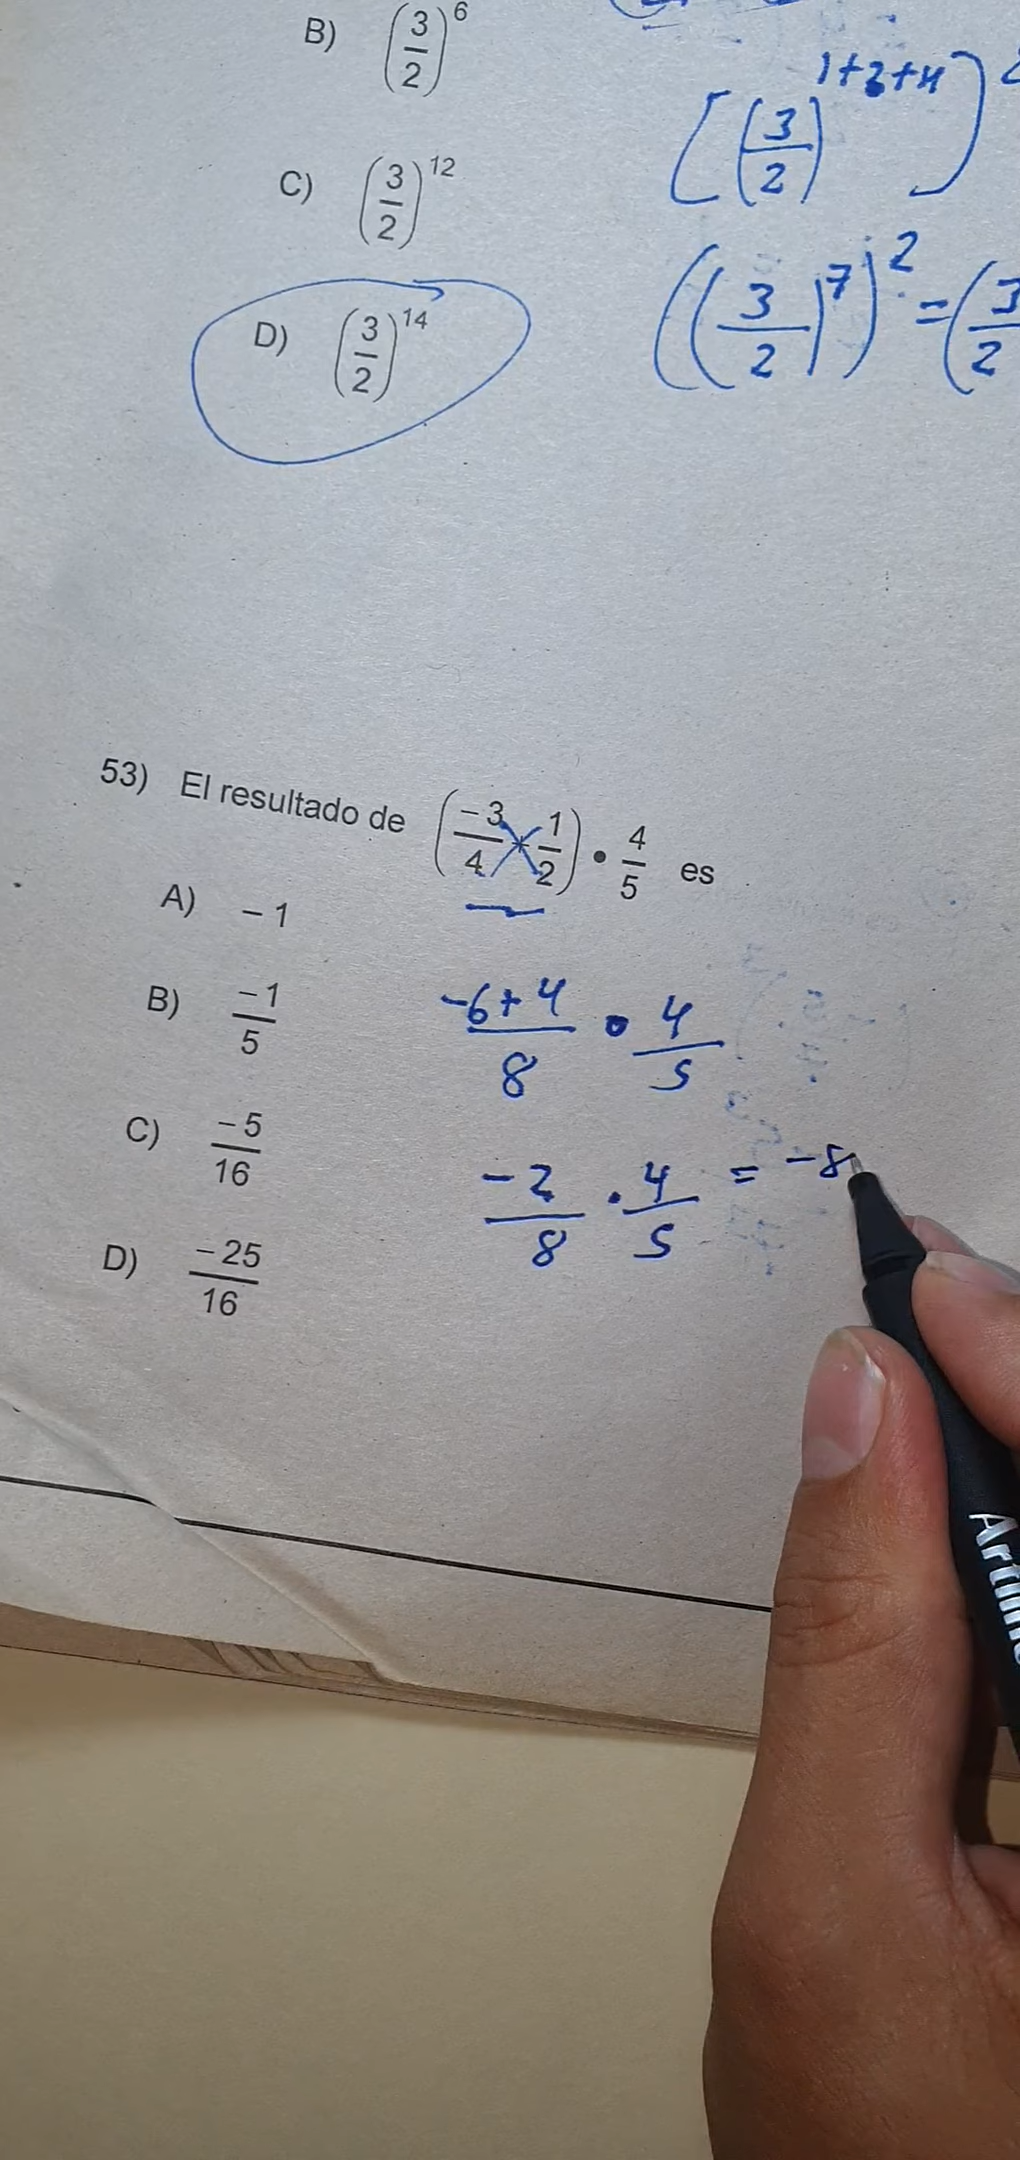 B) (3/2)^6
1+2+4
[(3/2) ]
C) (3/2)^12
((3/2)^7)^2 = (3/2
D) (3/2)^14
53) El resultado de (-3/4 + 1/2) • 4/5 es
A) -1
B) -1/5
C) -5/16
D) -25/16
-6+4/8 • 4/5
-2/8 · 4/5 = -8